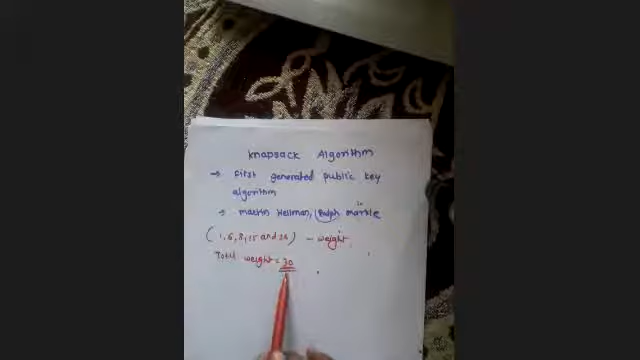 Knapsack Algorithm
→ First generated public key
algorithm
→ Martin Hellman, Ralph Markle
(1, 6, 8, 15 and 24) - weight
Total weight = 30